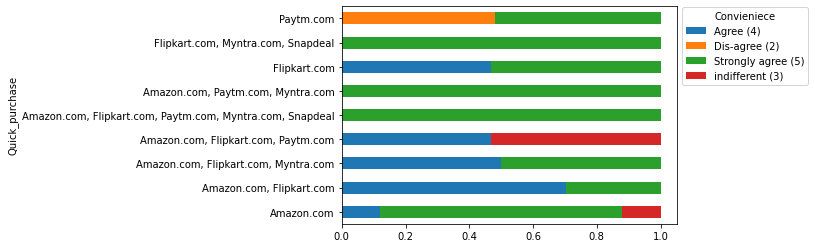 Quick_purchase
Paytm.com
Flipkart.com, Myntra.com, Snapdeal
Flipkart.com
Amazon.com, Paytm.com, Myntra.com
Amazon.com, Flipkart.com, Paytm.com, Myntra.com, Snapdeal
Amazon.com, Flipkart.com, Paytm.com
Amazon.com, Flipkart.com, Myntra.com
Amazon.com, Flipkart.com
Amazon.com
0.0 0.2 0.4 0.6 0.8 1.0
Convieniece
Agree (4)
Dis-agree (2)
Strongly agree (5)
indifferent (3)